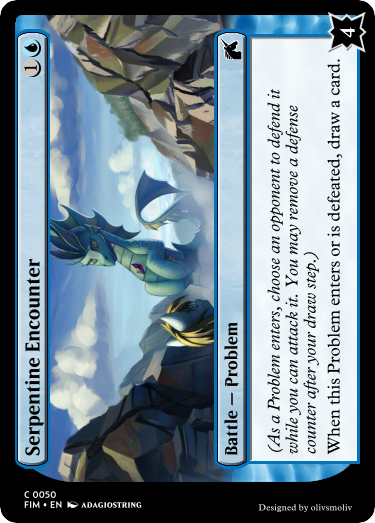 Serpentine Encounter
1
Battle — Problem
(As a Problem enters, choose an opponent to defend it
while you can attack it. You may remove a defense
counter after your draw step.)
When this Problem enters or is defeated, draw a card.
4
C 0050
FIM • EN ADAGIOSTRING
Designed by olivsmoliv